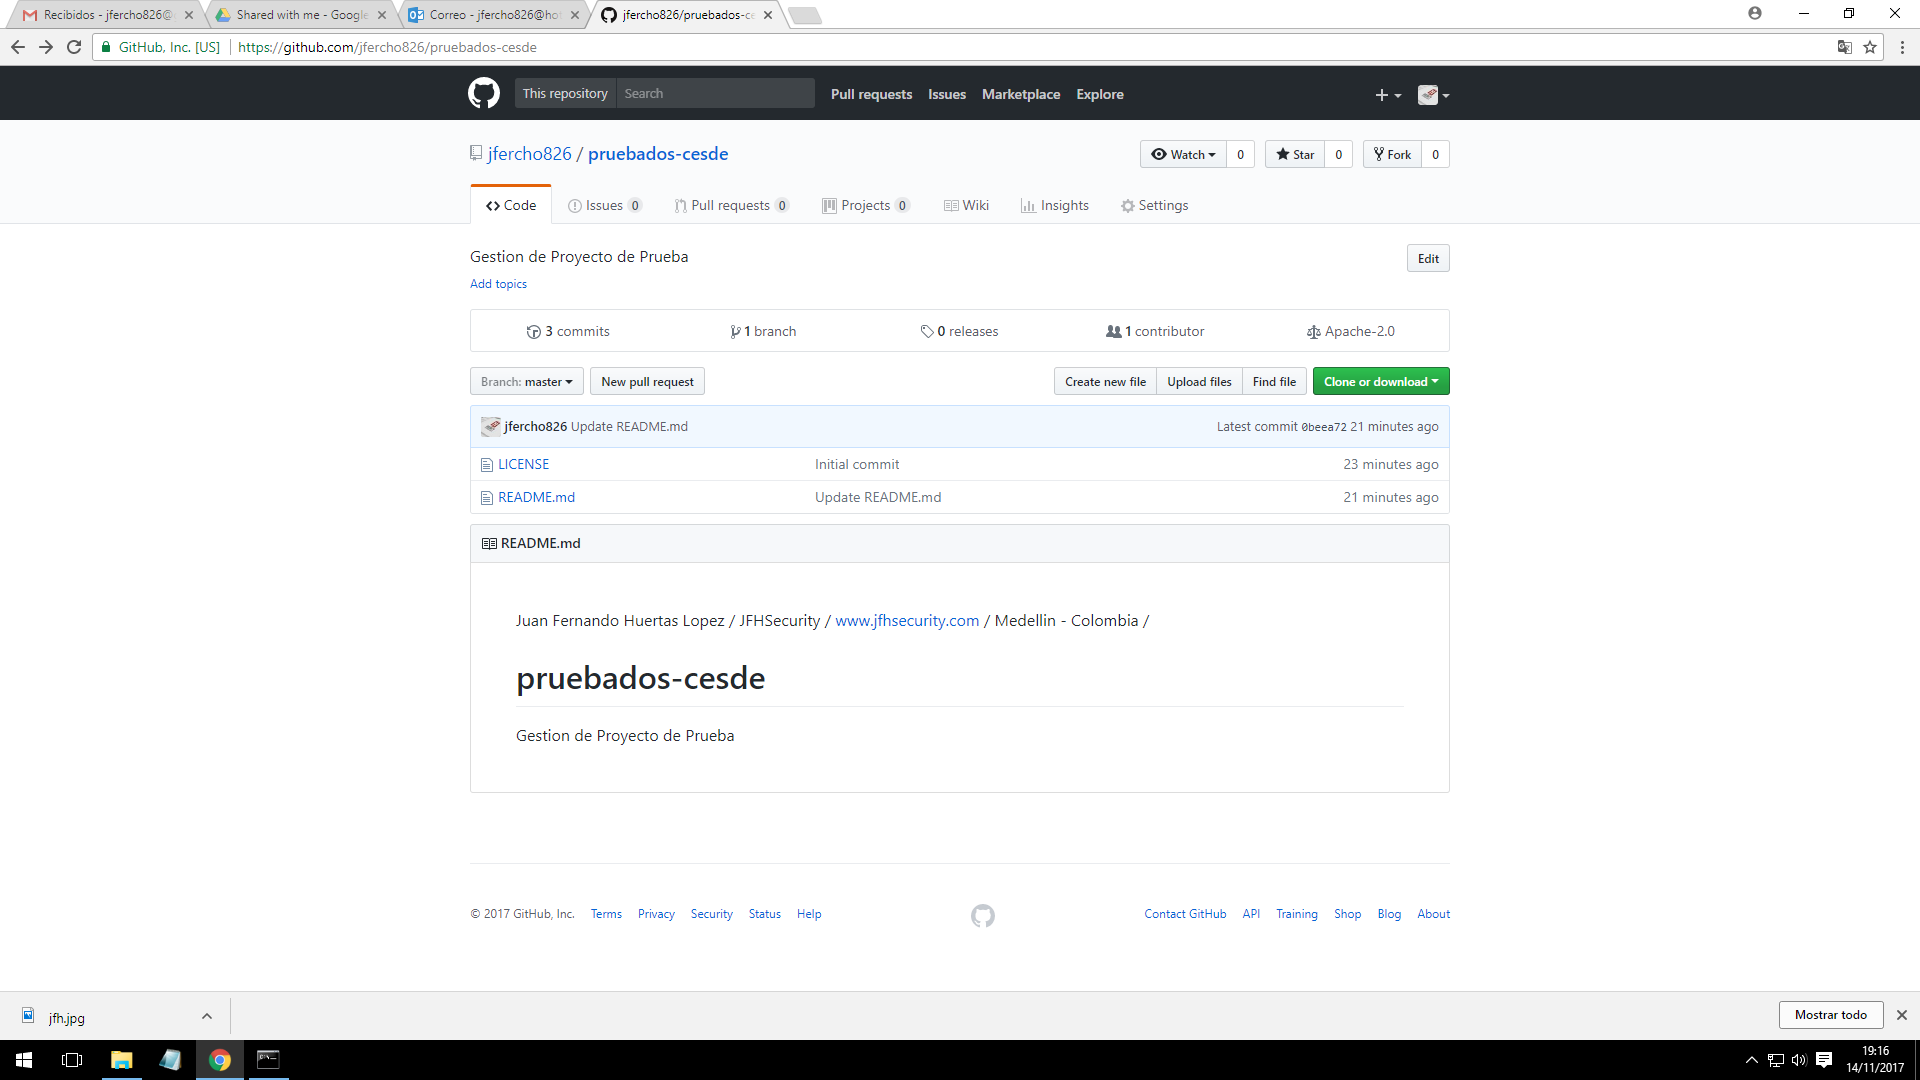 Recibidos - jfercho826@
Shared with me - Google
Correo - jfercho826@hot
jfercho826/pruebados-ce
GitHub, Inc. [US] https://github.com/jfercho826/pruebados-cesde
This repository Search Pull requests Issues Marketplace Explore
jfercho826 / pruebados-cesde
Watch 0 Star 0 Fork 0
Code Issues 0 Pull requests 0 Projects 0 Wiki Insights Settings
Gestion de Proyecto de Prueba Edit
Add topics
3 commits 1 branch 0 releases 1 contributor Apache-2.0
Branch: master New pull request Create new file Upload files Find file Clone or download
jfercho826 Update README.md Latest commit 0beea72 21 minutes ago
LICENSE Initial commit 23 minutes ago
README.md Update README.md 21 minutes ago
README.md
Juan Fernando Huertas Lopez / JFHSecurity / www.jfhsecurity.com / Medellin - Colombia /
pruebados-cesde
Gestion de Proyecto de Prueba
© 2017 GitHub, Inc. Terms Privacy Security Status Help Contact GitHub API Training Shop Blog About
jfh.jpg Mostrar todo
19:16
14/11/2017